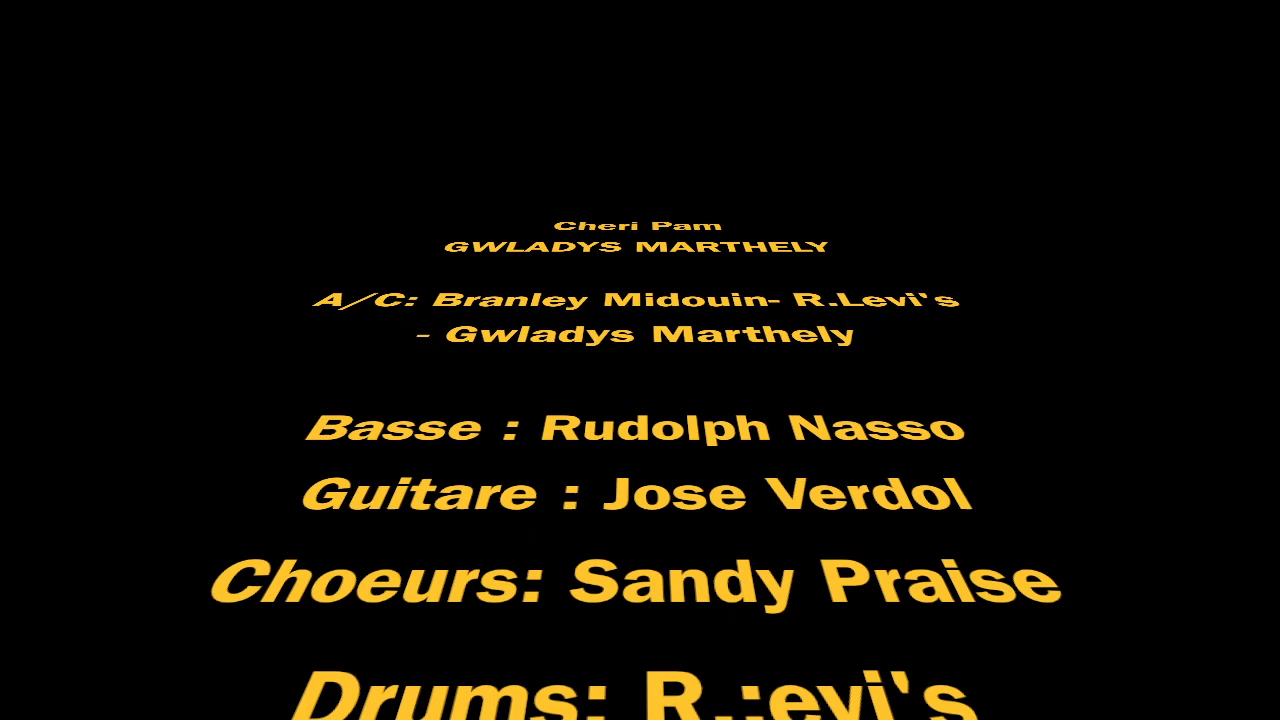 Cheri Pam
GWLADYS MARTHELY
A/C: Branley Midouin- R.Levi's
- Gwladys Marthely
Basse : Rudolph Nasso
Guitare : Jose Verdol
Choeurs: Sandy Praise
Drums: R.:evi's